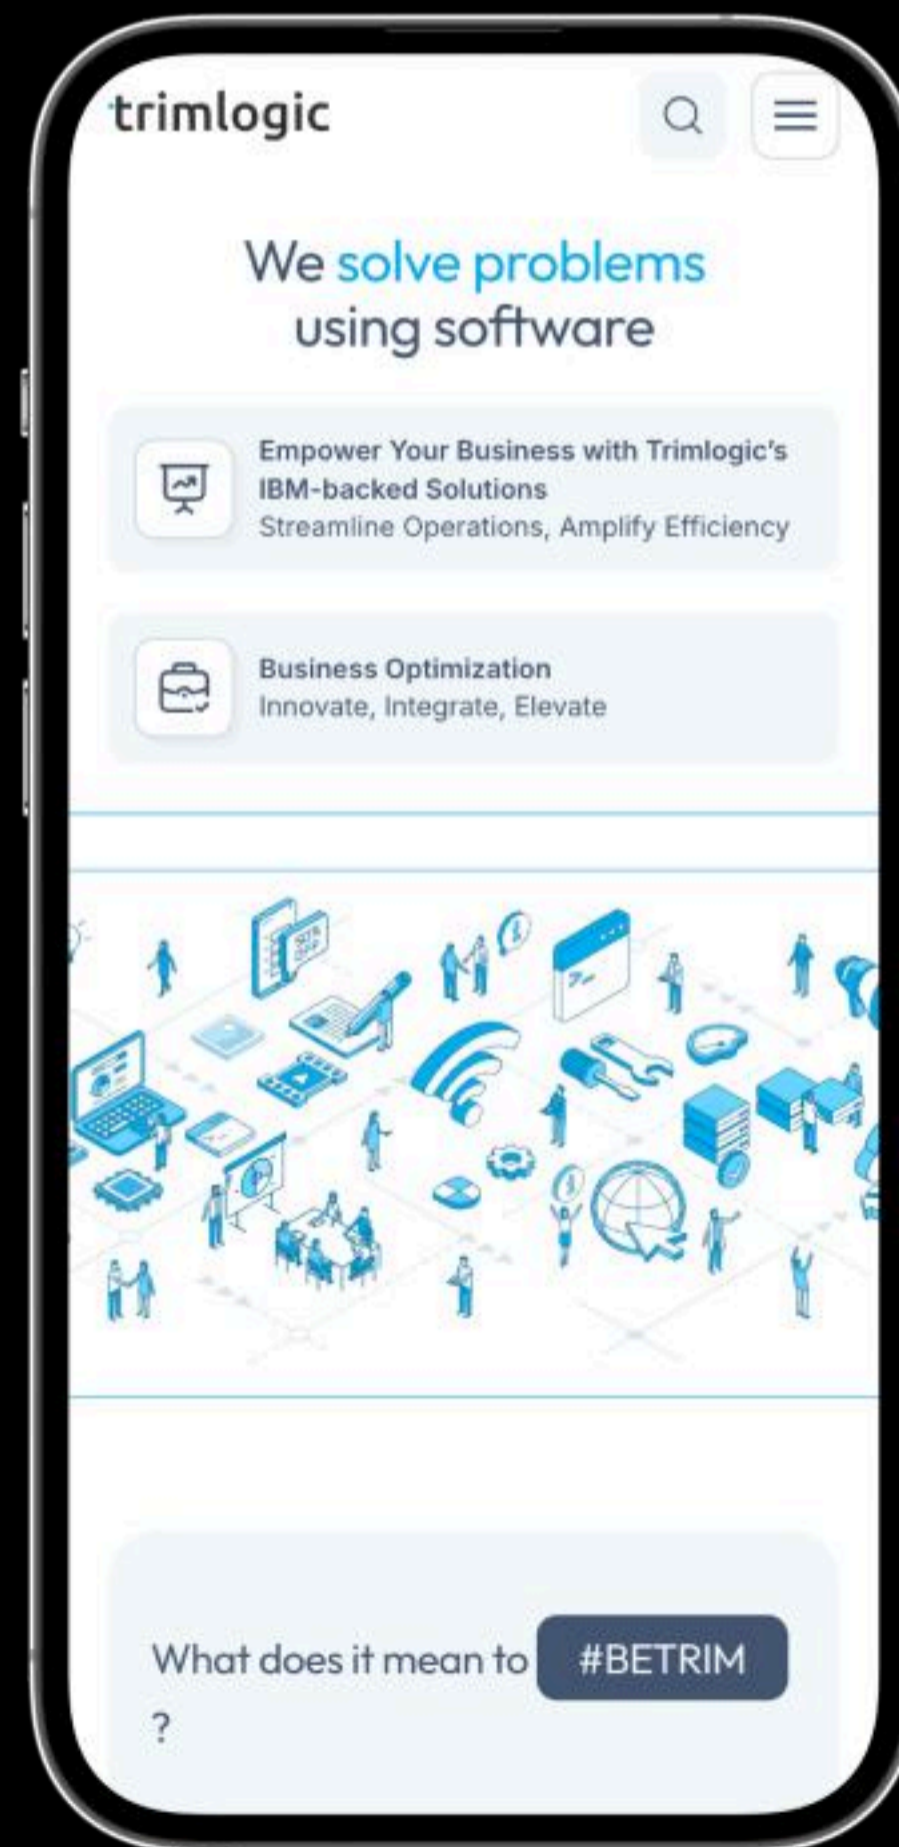 trimlogic
We solve problems
using software
Empower Your Business with Trimlogic's
IBM-backed Solutions
Streamline Operations, Amplify Efficiency
Business Optimization
Innovate, Integrate, Elevate
What does it mean to #BETRIM
?